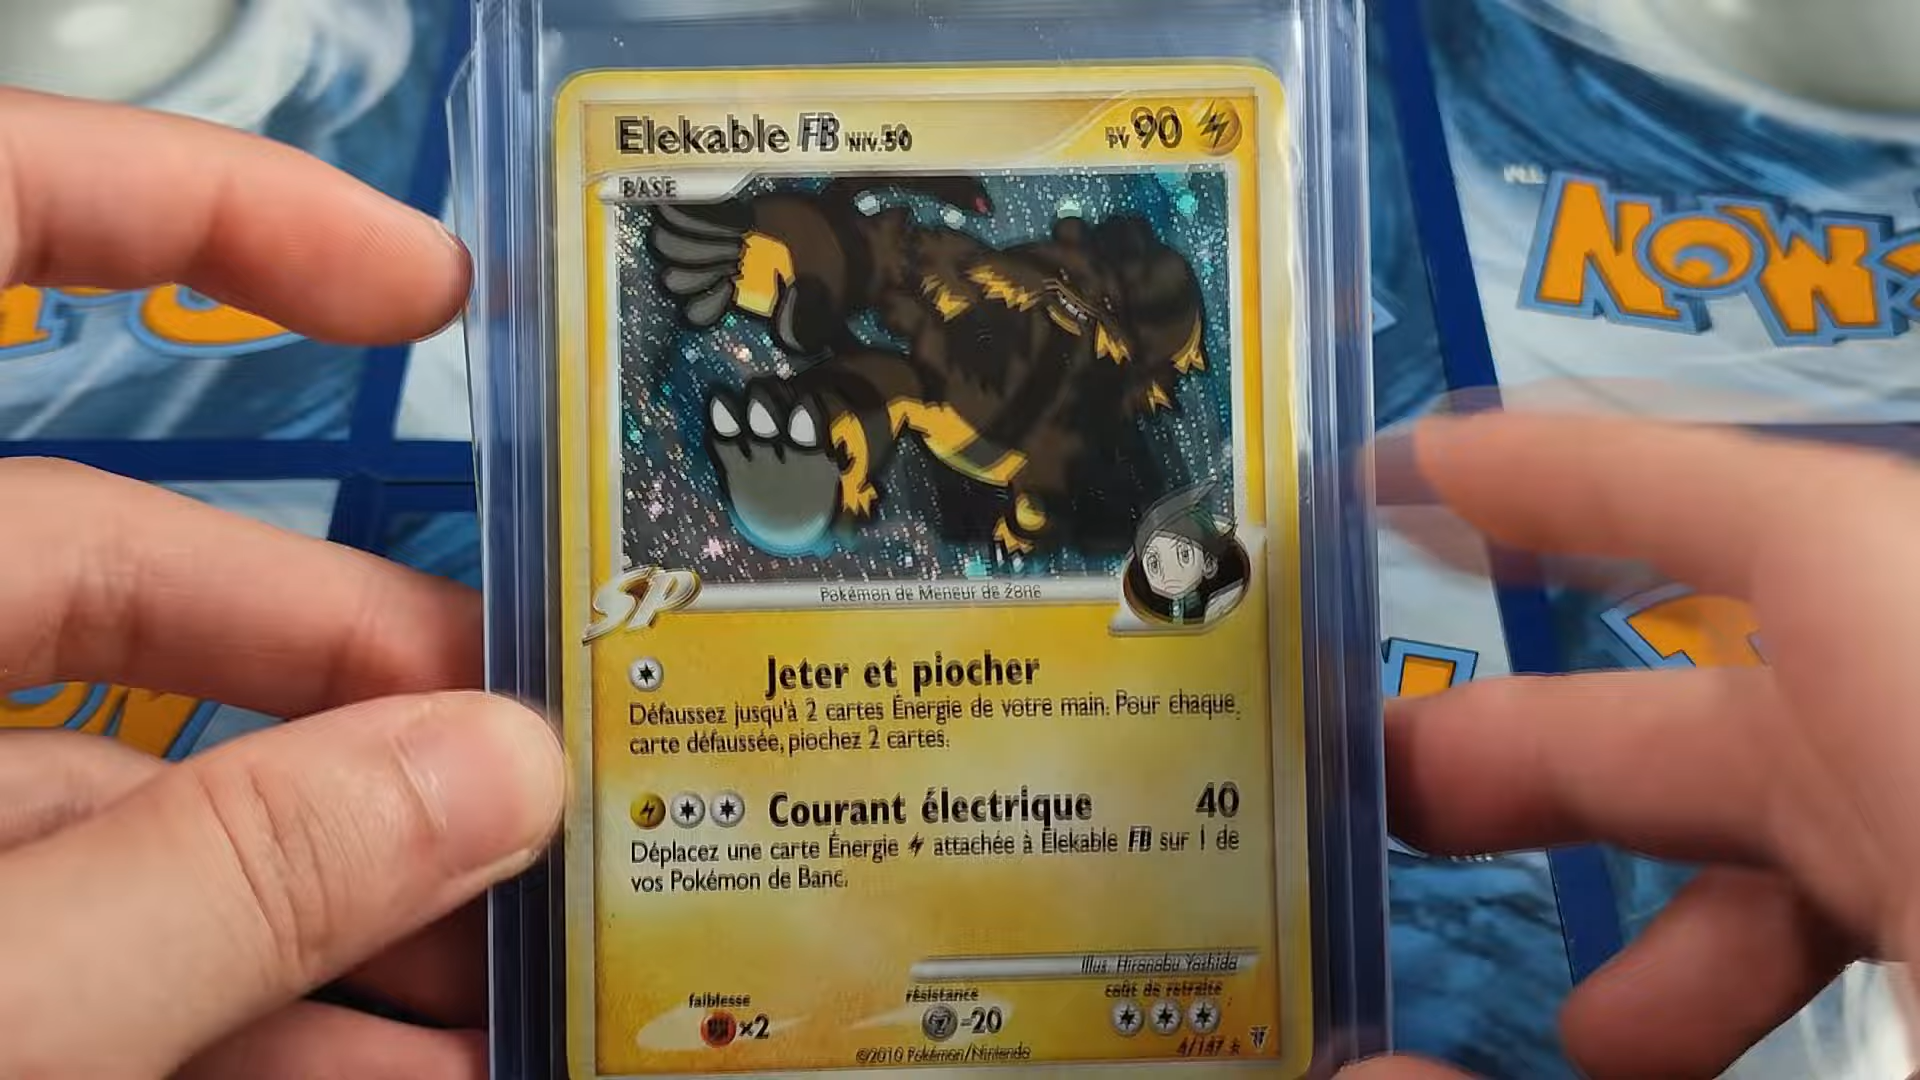 Elekable FB NIV.50
PV 90
BASE
TM
NOW
SP
Pokémon de Meneur de Zone
Jeter et piocher
Défaussez jusqu'à 2 cartes Énergie de votre main. Pour chaque
carte défaussée, piochez 2 cartes.
Courant électrique 40
Déplacez une carte Énergie attachée à Elekable FB sur 1 de
vos Pokémon de Banc.
Illus. Hironobu Yoshida
faiblesse
résistance
coût de retraite
×2
-20
©2010 Pokémon/Nintendo
4/147